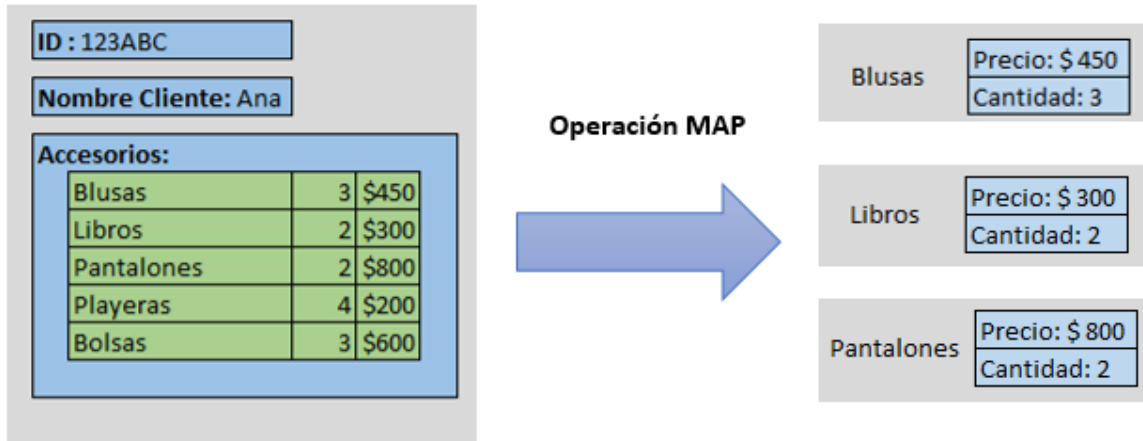 ID : 123ABC
Nombre Cliente: Ana
Accesorios:
Blusas 3 $450
Libros 2 $300
Pantalones 2 $800
Playeras 4 $200
Bolsas 3 $600
Operación MAP
Blusas
Precio: $ 450
Cantidad: 3
Libros
Precio: $ 300
Cantidad: 2
Pantalones
Precio: $ 800
Cantidad: 2